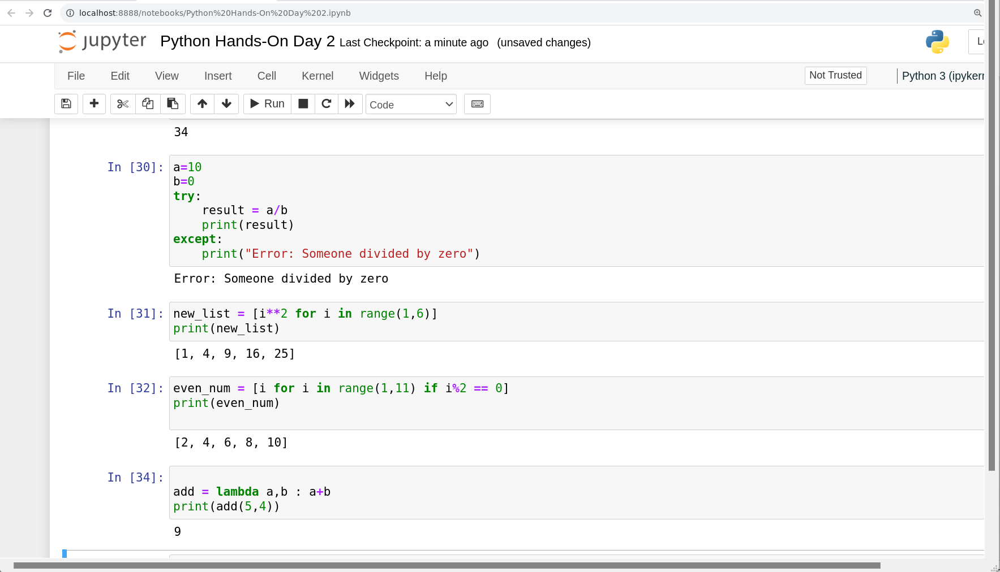 localhost:8888/notebooks/Python%20Hands-On%20Day%202.ipynb
jupyter Python Hands-On Day 2 Last Checkpoint: a minute ago (unsaved changes)
File Edit View Insert Cell Kernel Widgets Help Not Trusted Python 3 (ipykern
Run Code
34
In [30]: a=10
b=0
try:
    result = a/b
    print(result)
except:
    print("Error: Someone divided by zero")
Error: Someone divided by zero
In [31]: new_list = [i**2 for i in range(1,6)]
print(new_list)
[1, 4, 9, 16, 25]
In [32]: even_num = [i for i in range(1,11) if i%2 == 0]
print(even_num)
[2, 4, 6, 8, 10]
In [34]:
add = lambda a,b : a+b
print(add(5,4))
9